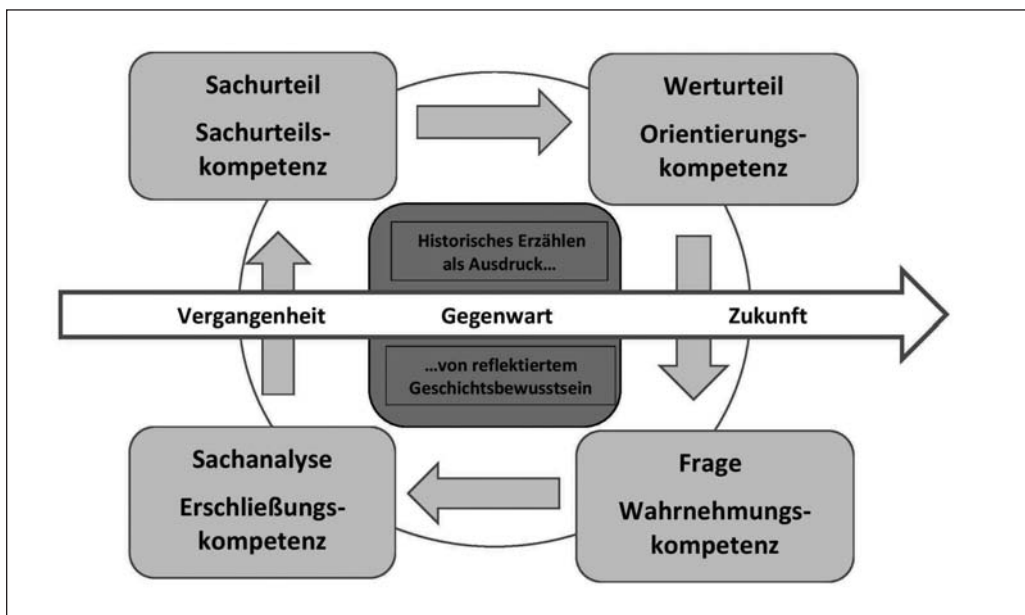 Sachurteil
Sachurteils-
kompetenz
Werturteil
Orientierungs-
kompetenz
Historisches Erzählen
als Ausdruck…
Vergangenheit
Gegenwart
Zukunft
…von reflektiertem
Geschichtsbewusstsein
Sachanalyse
Erschließungs-
kompetenz
Frage
Wahrnehmungs-
kompetenz